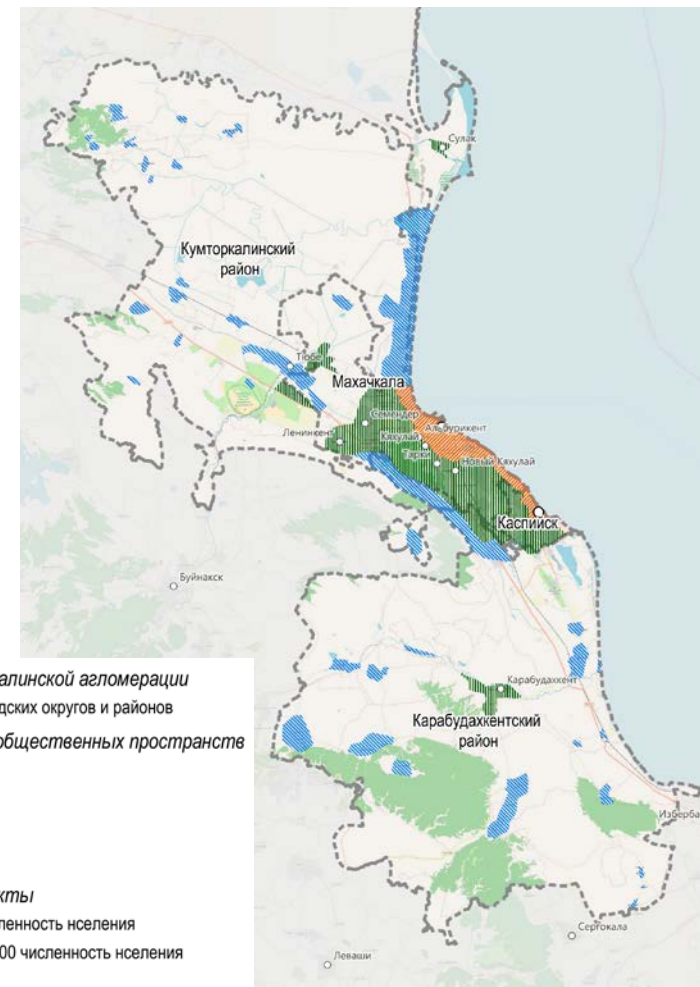 Сулак
Кумторкалинский
район
Тюбе
Махачкала
Семендер
Альбурикент
Ленинкент
Кяхулай
Тарки
Новый Кяхулай
Каспийск
Буйнакск
алинской агломерации
дских округов и районов
Карабудахкент
общественных пространств
Карабудахкентский
район
Изберба
кты
ленность нселения
Сергокала
00 численность нселения
Леваши